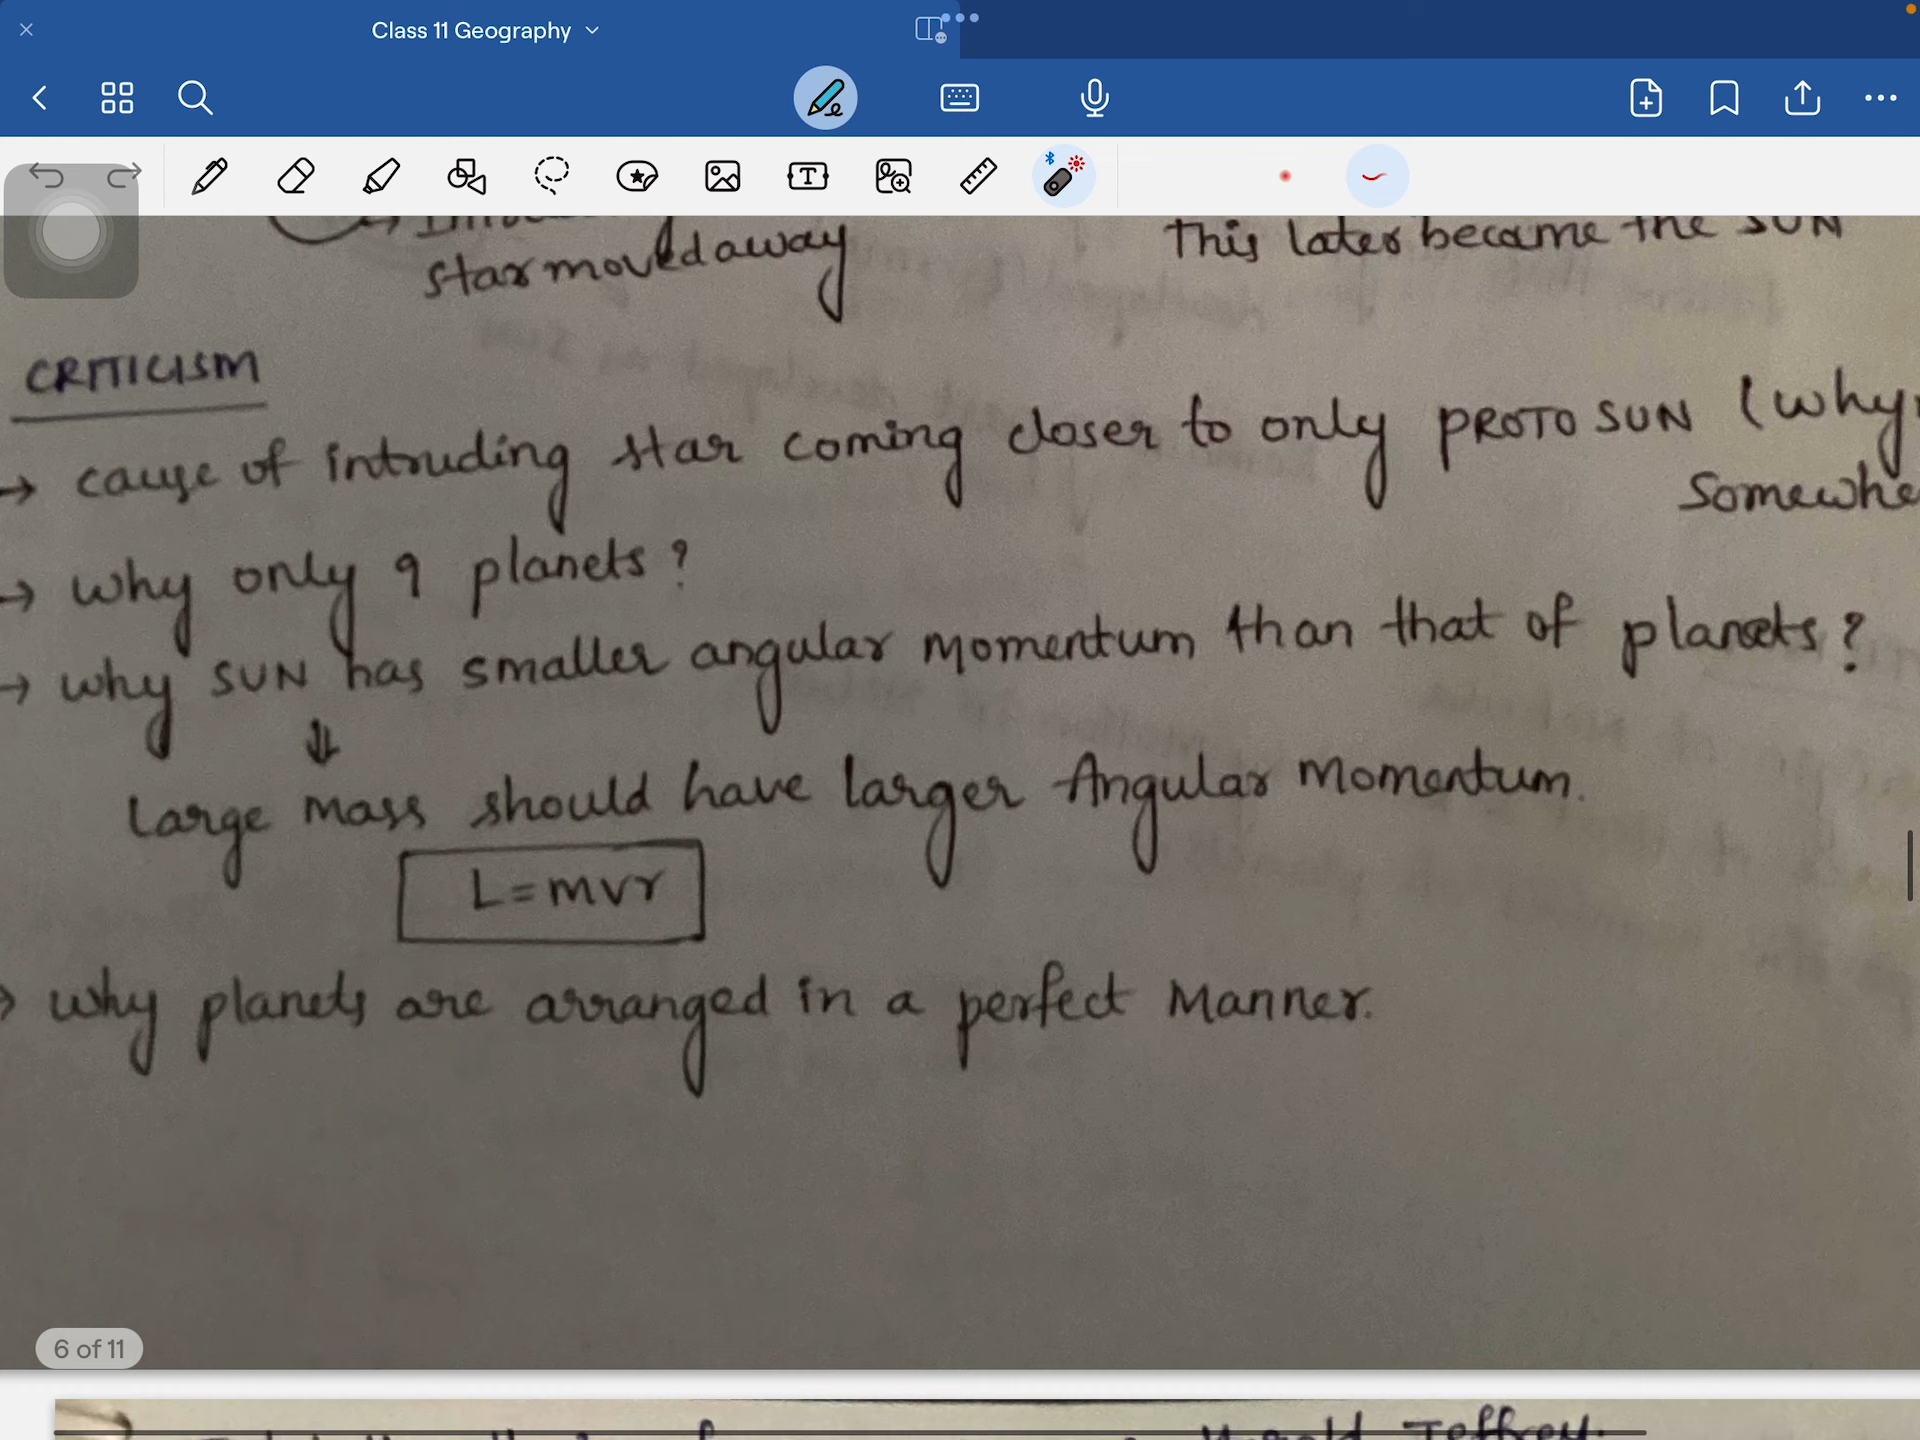 Class 11 Geography
star moved away
This later became the SUN
CRITICISM
→ cause of intruding star coming closer to only PROTO SUN (why
Somewhe
→ why only 9 planets?
→ why SUN has smaller angular momentum than that of planets?
⇓
Large mass should have larger Angular Momentum.
L=mvr
→ why planets are arranged in a perfect Manner.
6 of 11
Harold Jeffrey.